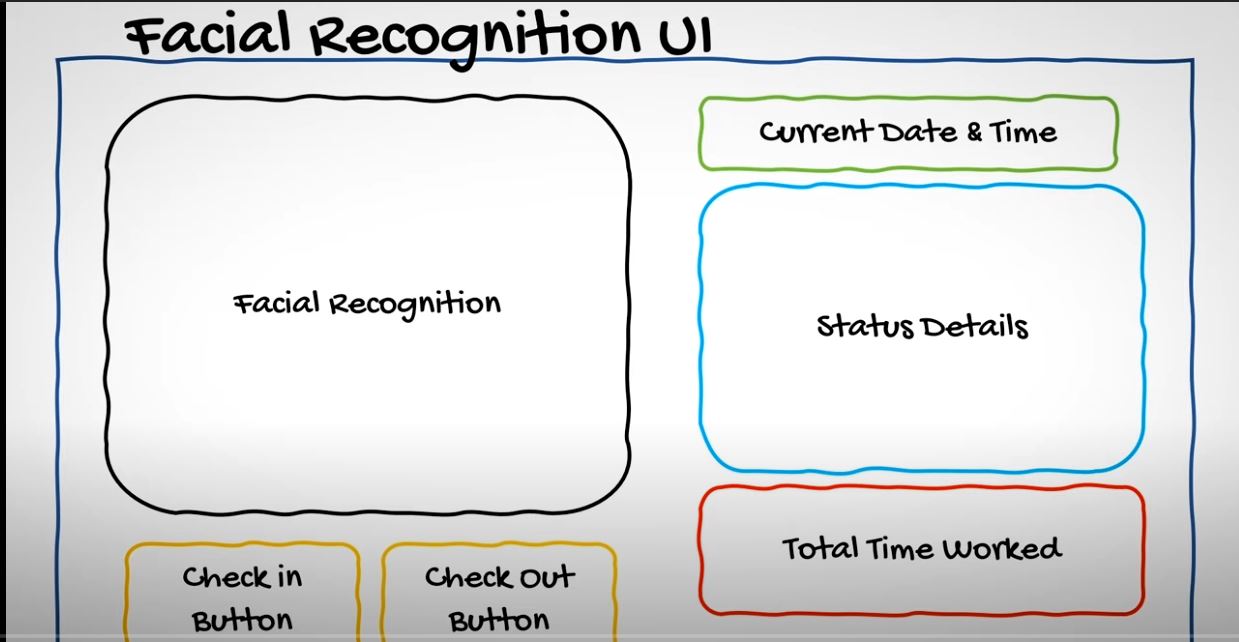 Facial Recognition UI
Facial Recognition
Current Date & Time
Status Details
Total Time Worked
Check in
Button
Check Out
Button